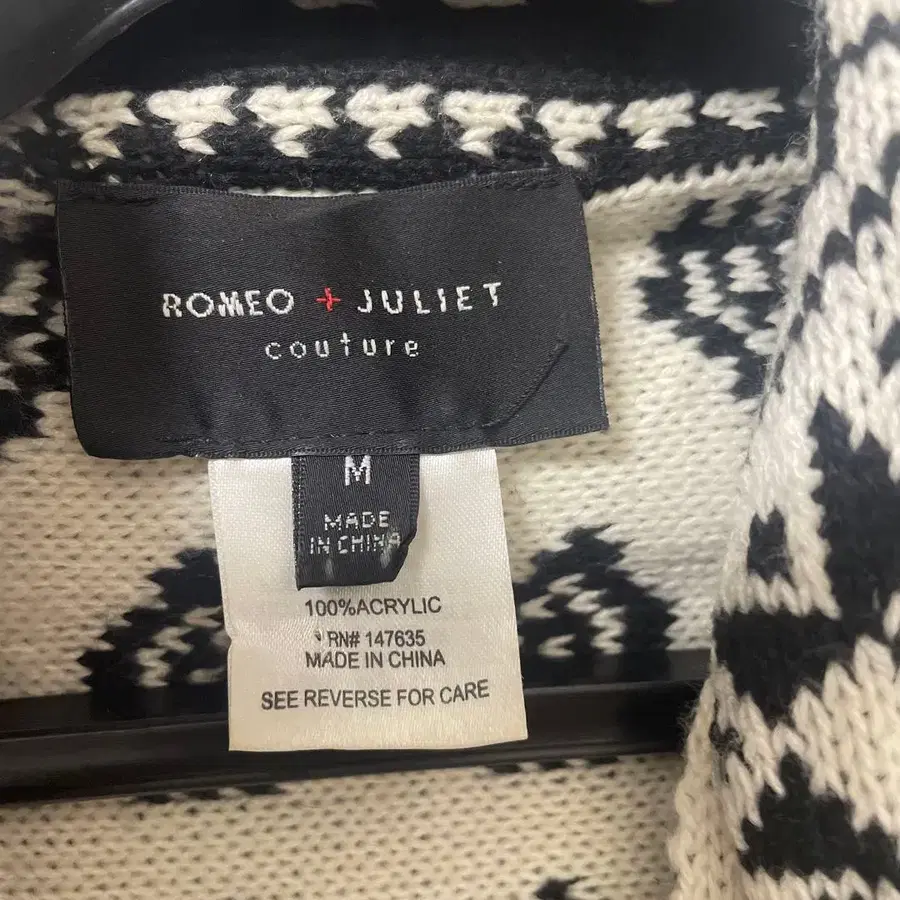 ROMEO + JULIET
couture
M
MADE
IN CHINA
100%ACRYLIC
RN# 147635
MADE IN CHINA
SEE REVERSE FOR CARE